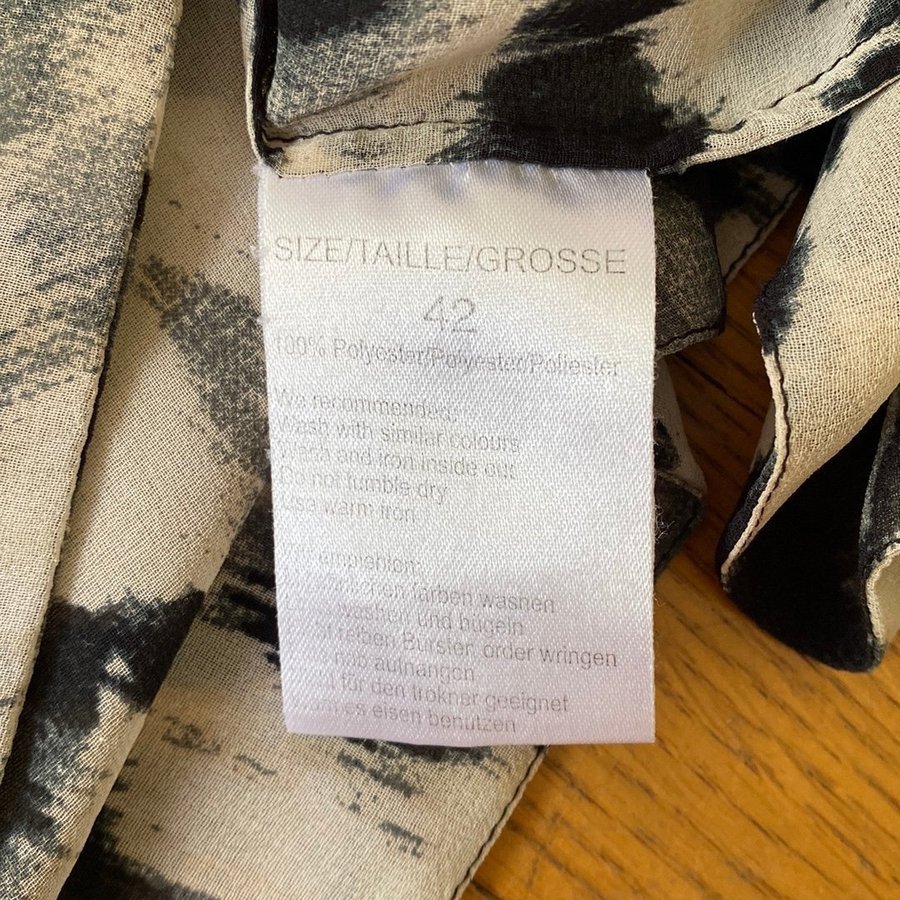 SIZE/TAILLE/GROSSE
42
100% Polyester/Polyester/Poliester
We recommended:
Wash with similar colours
Wach and iron inside out
Do not tumble dry
Use warm iron
farben washen
washen und bugeln
reiben Burster, order wringen
aufhangen
für den trokner geeignet
eisen benutzen